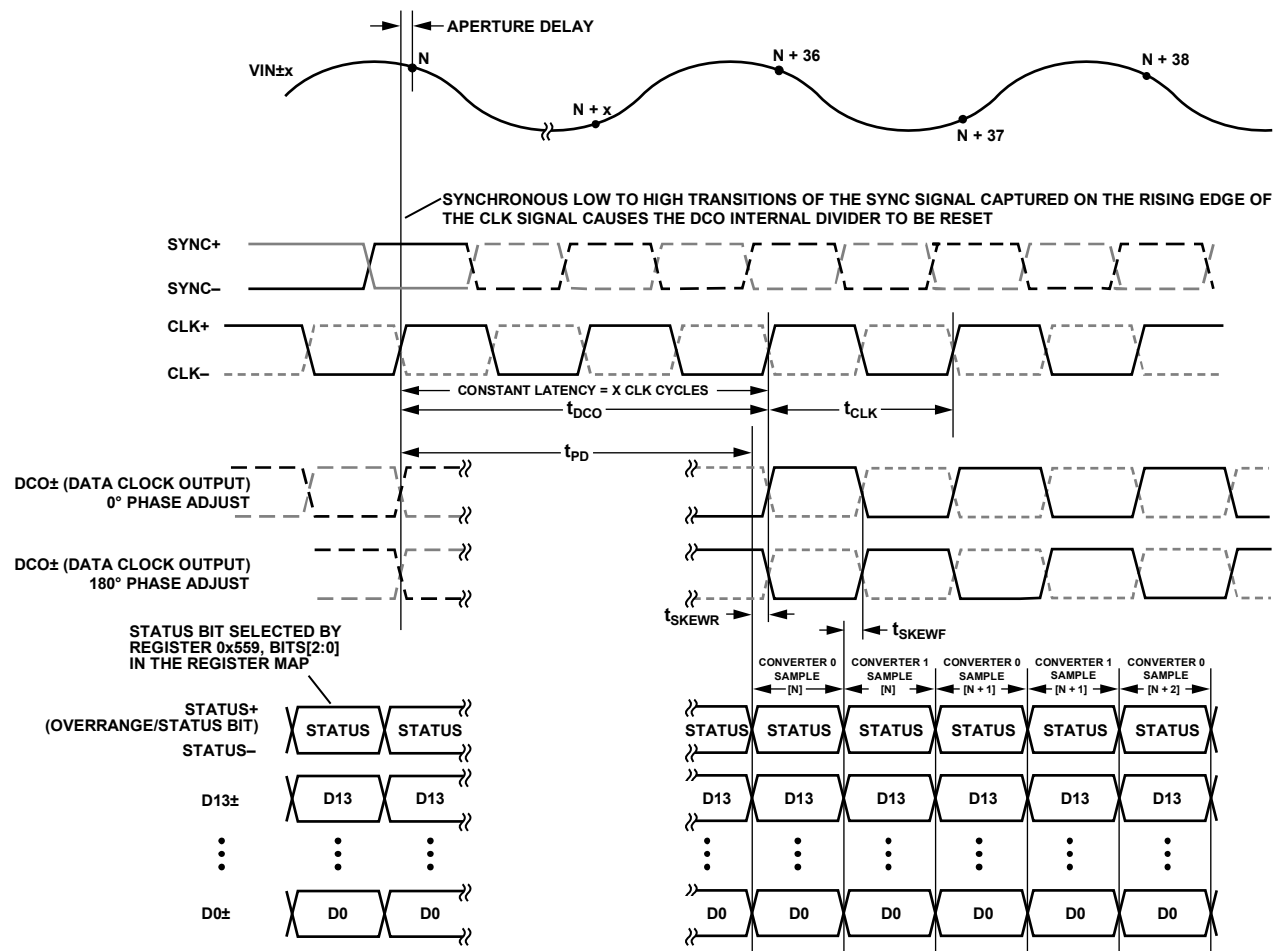 APERTURE DELAY
N
N + 36
N + 38
VIN±x
N + x
N + 37
SYNCHRONOUS LOW TO HIGH TRANSITIONS OF THE SYNC SIGNAL CAPTURED ON THE RISING EDGE OF
THE CLK SIGNAL CAUSES THE DCO INTERNAL DIVIDER TO BE RESET
SYNC+
SYNC–
CLK+
CLK–
CONSTANT LATENCY = X CLK CYCLES
tDCO
tCLK
tPD
DCO± (DATA CLOCK OUTPUT)
0° PHASE ADJUST
DCO± (DATA CLOCK OUTPUT)
180° PHASE ADJUST
tSKEWR
tSKEWF
STATUS BIT SELECTED BY
REGISTER 0x559, BITS[2:0]
IN THE REGISTER MAP
CONVERTER 0
SAMPLE
[N]
CONVERTER 1
SAMPLE
[N]
CONVERTER 0
SAMPLE
[N + 1]
CONVERTER 1
SAMPLE
[N + 1]
CONVERTER 0
SAMPLE
[N + 2]
STATUS+
(OVERRANGE/STATUS BIT)
STATUS–
STATUS STATUS STATUS STATUS STATUS STATUS STATUS STATUS
D13± D13 D13 D13 D13 D13 D13 D13 D13
D0± D0 D0 D0 D0 D0 D0 D0 D0